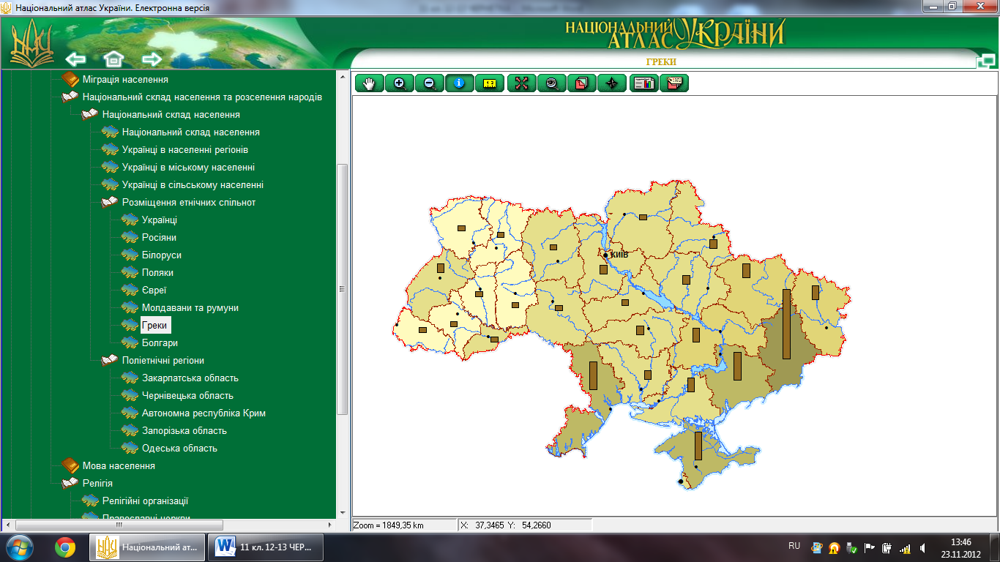 Національний атлас України. Електронна версія
НАЦІОНАЛЬНИЙ
АТЛАС УКРАЇНИ
ГРЕКИ
Міграція населення
Національний склад населення та розселення народів
Національний склад населення
Національний склад населення
Українці в населенні регіонів
Українці в міському населенні
Українці в сільському населенні
Розміщення етнічних спільнот
Українці
Росіяни
Білоруси
Поляки
Євреї
Молдавани та румуни
Греки
Болгари
Поліетнічні регіони
Закарпатська область
Чернівецька область
Автономна республіка Крим
Запорізька область
Одеська область
Мова населення
Релігія
Релігійні організації
Православні церкви
КИЇВ
Zoom = 1849,35 km
X: 37,3465 Y: 54,2660
Національний ат...
11 кл. 12-13 ЧЕР...
RU
13:46
23.11.2012